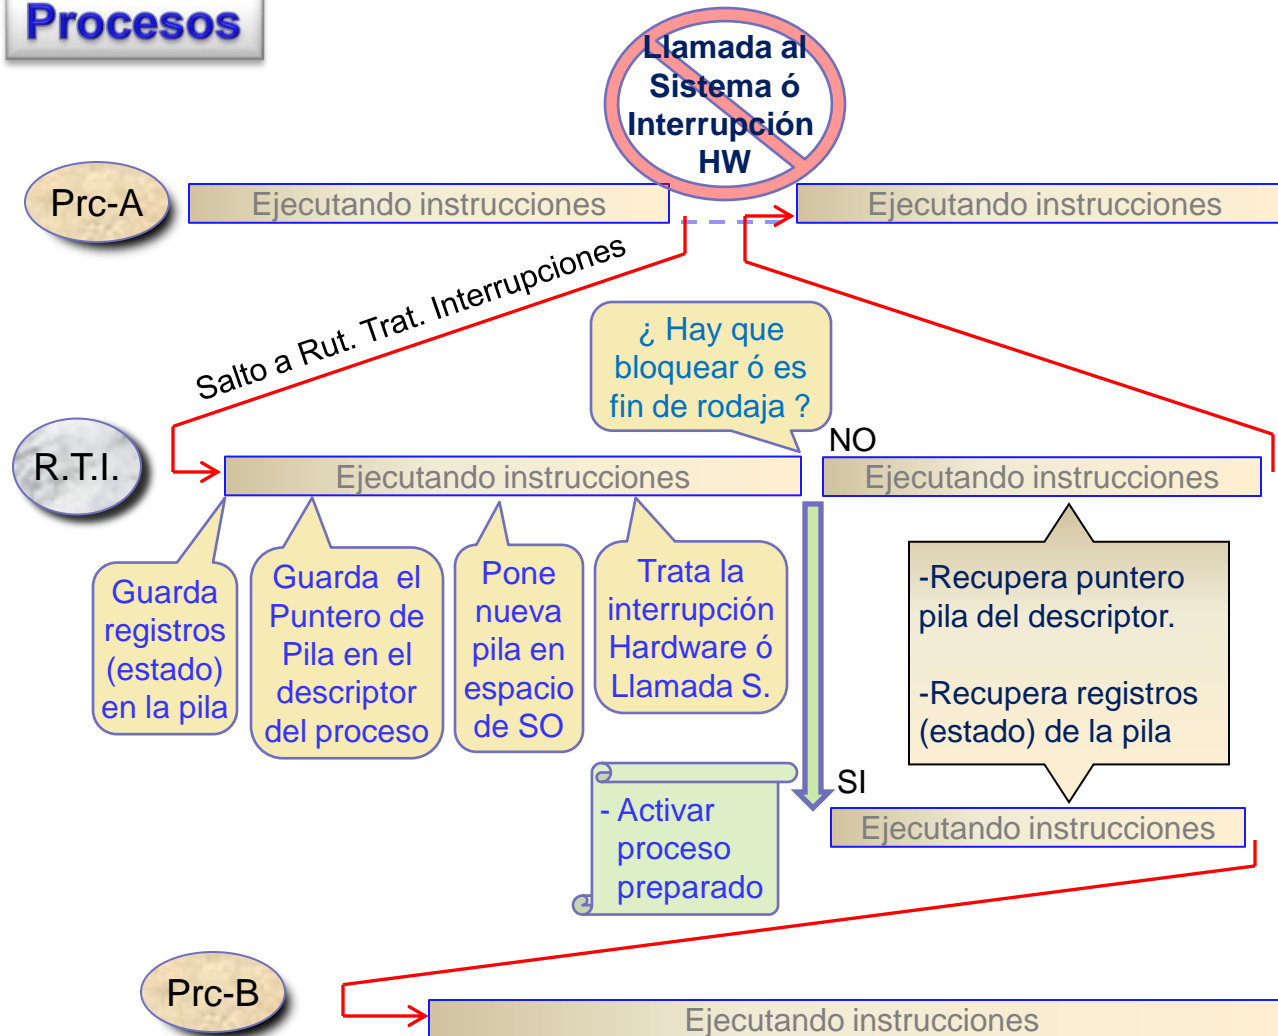 Procesos
Llamada al
Sistema ó
Interrupción
HW
Prc-A
Ejecutando instrucciones
Ejecutando instrucciones
Salto a Rut. Trat. Interrupciones
¿ Hay que
bloquear ó es
fin de rodaja ?
NO
R.T.I.
Ejecutando instrucciones
Ejecutando instrucciones
Guarda
registros
(estado)
en la pila
Guarda el
Puntero de
Pila en el
descriptor
del proceso
Pone
nueva
pila en
espacio
de SO
Trata la
interrupción
Hardware ó
Llamada S.
-Recupera puntero
pila del descriptor.
-Recupera registros
(estado) de la pila
SI
- Activar
proceso
preparado
Ejecutando instrucciones
Prc-B
Ejecutando instrucciones